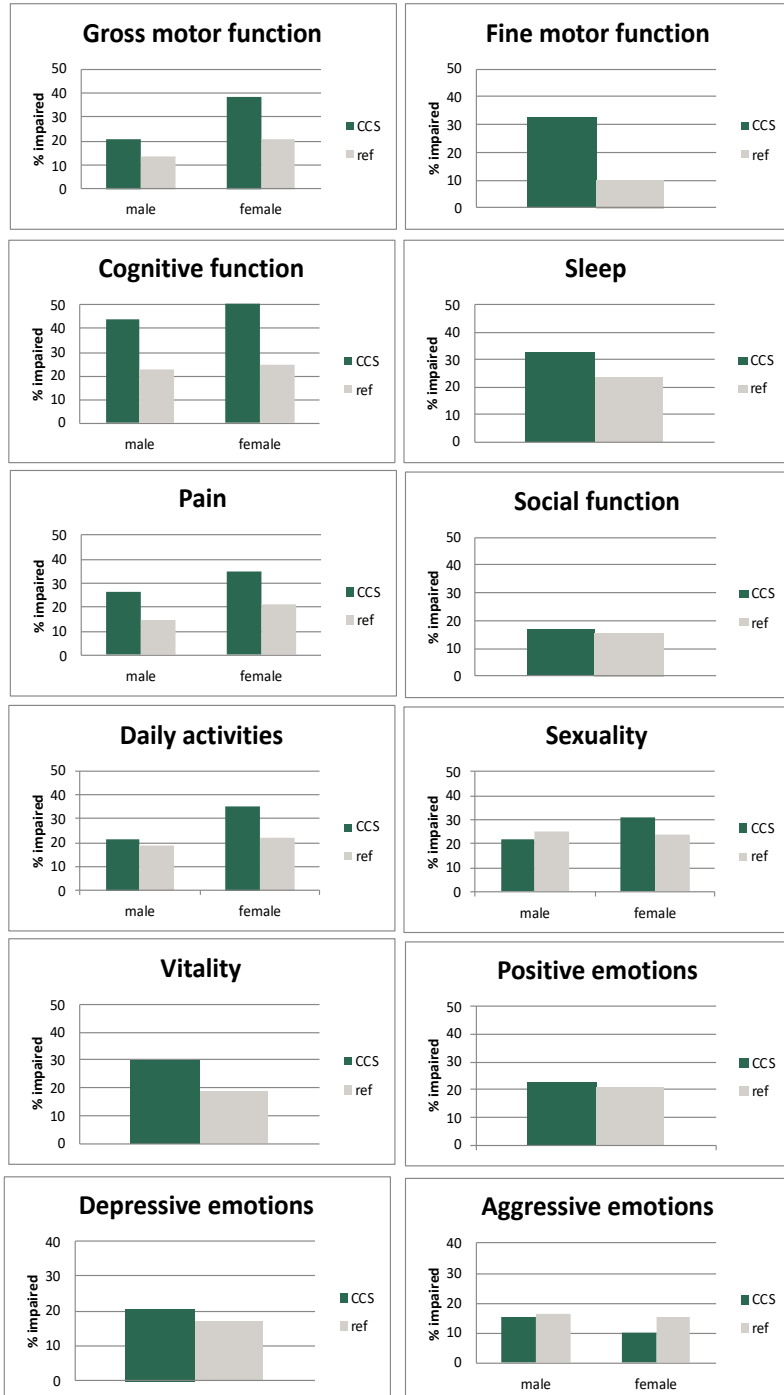 Gross motor function
50
40
30
20
10
0
% impaired
male
female
CCS
ref
Fine motor function
50
40
30
20
10
0
% impaired
CCS
ref
Cognitive function
50
40
30
20
10
0
% impaired
male
female
CCS
ref
Sleep
50
40
30
20
10
0
% impaired
CCS
ref
Pain
50
40
30
20
10
0
% impaired
male
female
CCS
ref
Social function
50
40
30
20
10
0
% impaired
CCS
ref
Daily activities
50
40
30
20
10
0
% impaired
male
female
CCS
ref
Sexuality
50
40
30
20
10
0
% impaired
male
female
CCS
ref
Vitality
50
40
30
20
10
0
% impaired
CCS
ref
Positive emotions
50
40
30
20
10
0
% impaired
CCS
ref
Depressive emotions
40
30
20
10
0
% impaired
CCS
ref
Aggressive emotions
40
30
20
10
0
% impaired
male
female
CCS
ref